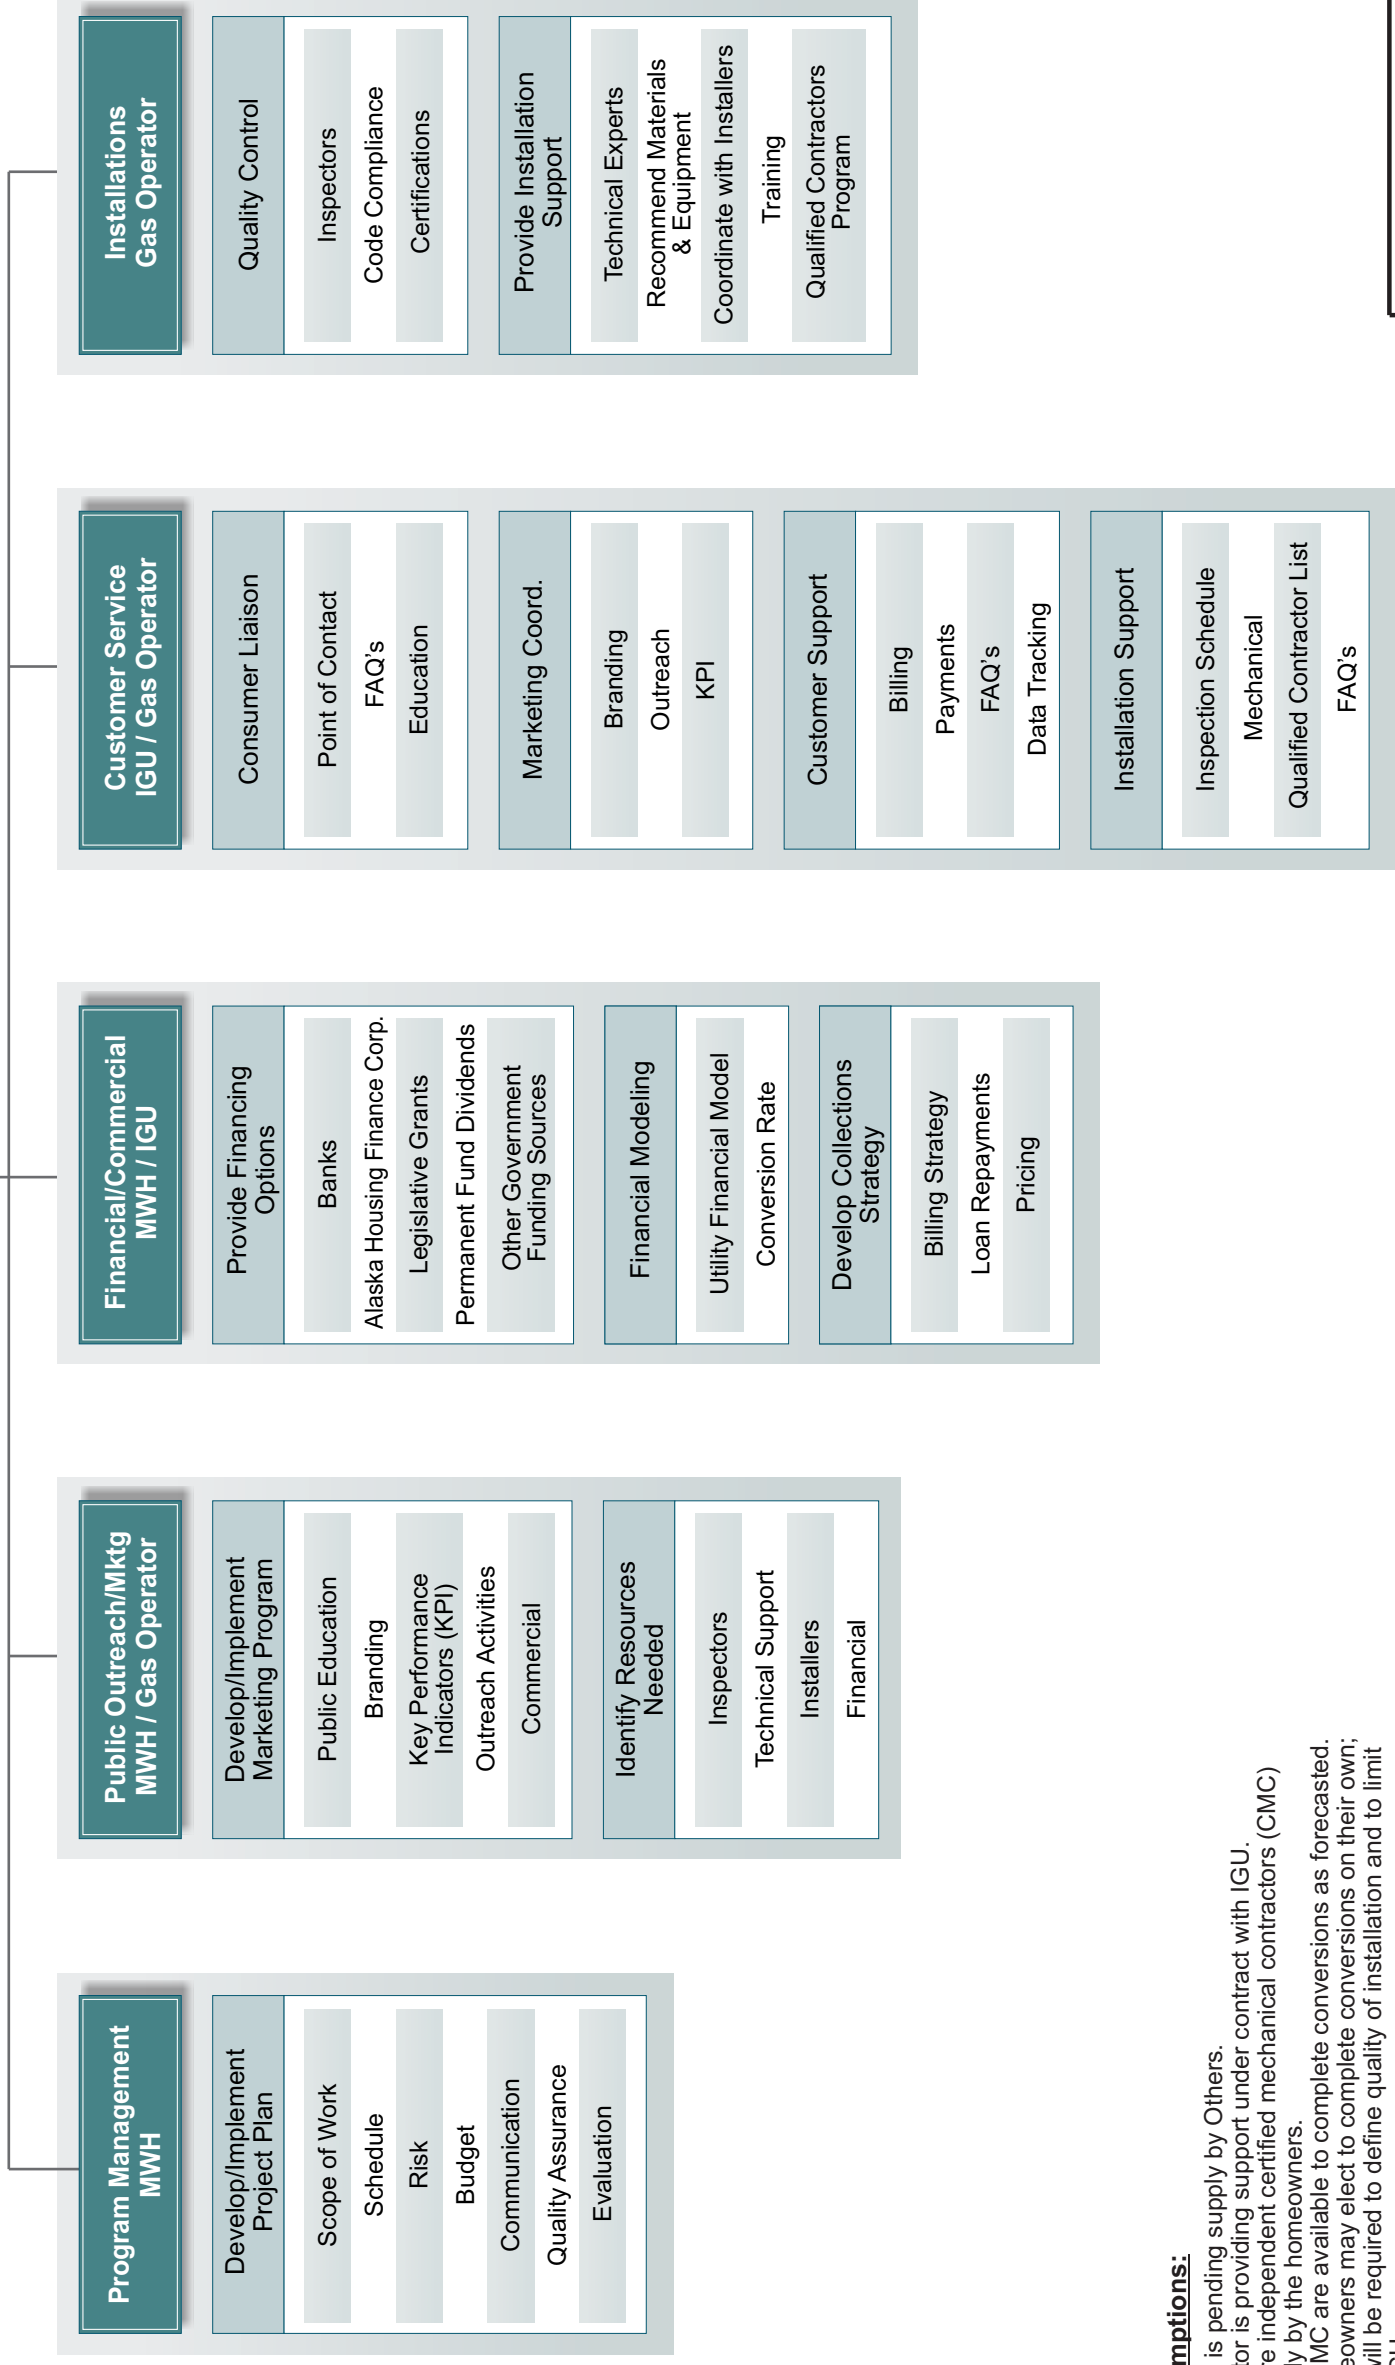 Program Management
MWH
Develop/Implement
Project Plan
Scope of Work
Schedule
Risk
Budget
Communication
Quality Assurance
Evaluation
Public Outreach/Mktg
MWH / Gas Operator
Develop/Implement
Marketing Program
Public Education
Branding
Key Performance
Indicators (KPI)
Outreach Activities
Commercial
Identify Resources
Needed
Inspectors
Technical Support
Installers
Financial
Financial/Commercial
MWH / IGU
Provide Financing
Options
Banks
Alaska Housing Finance Corp.
Legislative Grants
Permanent Fund Dividends
Other Government
Funding Sources
Financial Modeling
Utility Financial Model
Conversion Rate
Develop Collections
Strategy
Billing Strategy
Loan Repayments
Pricing
Customer Service
IGU / Gas Operator
Consumer Liaison
Point of Contact
FAQ's
Education
Marketing Coord.
Branding
Outreach
KPI
Customer Support
Billing
Payments
FAQ's
Data Tracking
Installation Support
Inspection Schedule
Mechanical
Qualified Contractor List
FAQ's
Installations
Gas Operator
Quality Control
Inspectors
Code Compliance
Certifications
Provide Installation
Support
Technical Experts
Recommend Materials
& Equipment
Coordinate with Installers
Training
Qualified Contractors
Program
mptions:
is pending supply by Others.
tor is providing support under contract with IGU.
re independent certified mechanical contractors (CMC)
ly by the homeowners.
MC are available to complete conversions as forecasted.
eowners may elect to complete conversions on their own;
will be required to define quality of installation and to limit